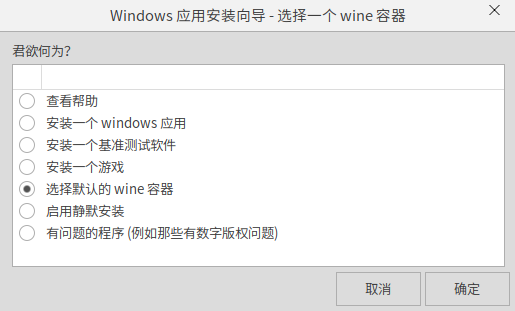 Windows 应用安装向导 - 选择一个 wine 容器
君欲何为?
查看帮助
安装一个 windows 应用
安装一个基准测试软件
安装一个游戏
选择默认的 wine 容器
启用静默安装
有问题的程序 (例如那些有数字版权问题)
取消 确定